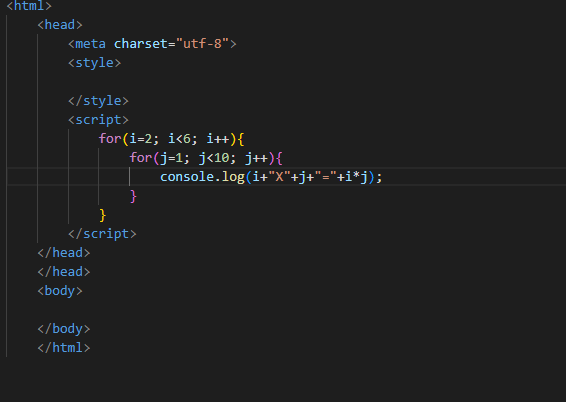 <html>
<head>
<meta charset="utf-8">
<style>
</style>
<script>
for(i=2; i<6; i++){
for(j=1; j<10; j++){
console.log(i+"X"+j+"="+i*j);
}
}
</script>
</head>
</head>
<body>
</body>
</html>